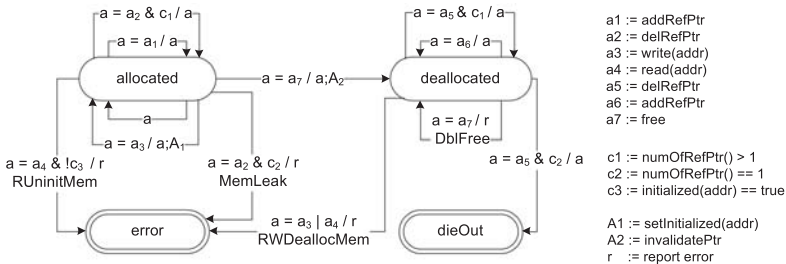 a = a2 & c1 / a
a = a1 / a
allocated
a
a = a3 / a;A1
a = a7 / a;A2
a = a5 & c1 / a
a = a6 / a
deallocated
a = a7 / r
DblFree
a = a4 & !c3 / r
RUninitMem
a = a2 & c2 / r
MemLeak
a = a5 & c2 / a
error
a = a3 | a4 / r
RWDeallocMem
dieOut
a1 := addRefPtr
a2 := delRefPtr
a3 := write(addr)
a4 := read(addr)
a5 := delRefPtr
a6 := addRefPtr
a7 := free
c1 := numOfRefPtr() > 1
c2 := numOfRefPtr() == 1
c3 := initialized(addr) == true
A1 := setInitialized(addr)
A2 := invalidatePtr
r := report error